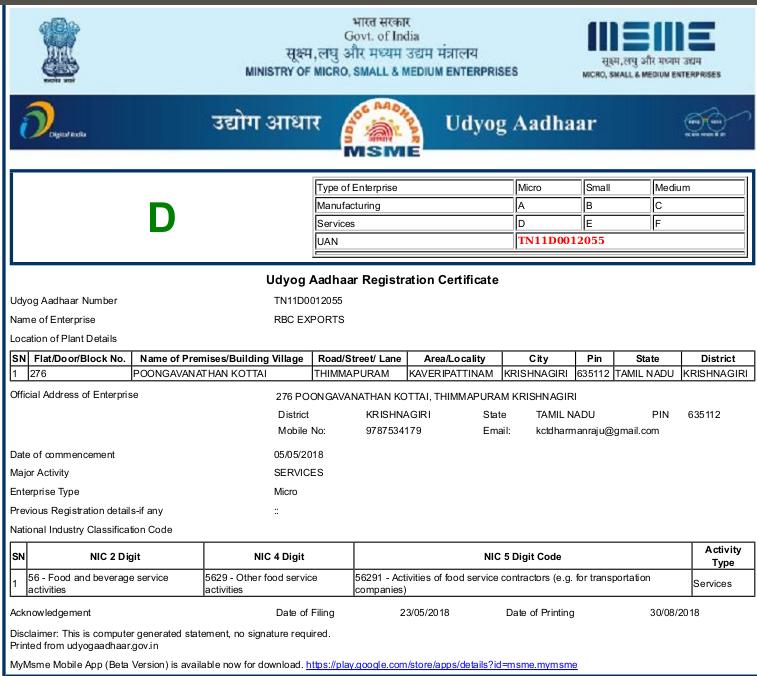 भारत सरकार
Govt. of India
सूक्ष्म,लघु और मध्यम उद्यम मंत्रालय
MINISTRY OF MICRO, SMALL & MEDIUM ENTERPRISES
सत्यमेव जयते
msme
सूक्ष्म,लघु और मध्यम उद्यम
MICRO, SMALL & MEDIUM ENTERPRISES
Digital India
उद्योग आधार
UDYOG AADHAAR
आधार
MSME
Udyog Aadhaar
D
Type of Enterprise Micro Small Medium
Manufacturing A B C
Services D E F
UAN TN11D0012055
Udyog Aadhaar Registration Certificate
Udyog Aadhaar Number TN11D0012055
Name of Enterprise RBC EXPORTS
Location of Plant Details
SN Flat/Door/Block No. Name of Premises/Building Village Road/Street/ Lane Area/Locality City Pin State District
1 276 POONGAVANATHAN KOTTAI THIMMAPURAM KAVERIPATTINAM KRISHNAGIRI 635112 TAMIL NADU KRISHNAGIRI
Official Address of Enterprise 276 POONGAVANATHAN KOTTAI, THIMMAPURAM KRISHNAGIRI
District KRISHNAGIRI State TAMIL NADU PIN 635112
Mobile No: 9787534179 Email: kctdharmanraju@gmail.com
Date of commencement 05/05/2018
Major Activity SERVICES
Enterprise Type Micro
Previous Registration details-if any ::
National Industry Classification Code
SN NIC 2 Digit NIC 4 Digit NIC 5 Digit Code Activity Type
1 56 - Food and beverage service activities 5629 - Other food service activities 56291 - Activities of food service contractors (e.g. for transportation companies) Services
Acknowledgement Date of Filing 23/05/2018 Date of Printing 30/08/2018
Disclaimer: This is computer generated statement, no signature required.
Printed from udyogaadhaar.gov.in
MyMsme Mobile App (Beta Version) is available now for download. https://play.google.com/store/apps/details?id=msme.mymsme